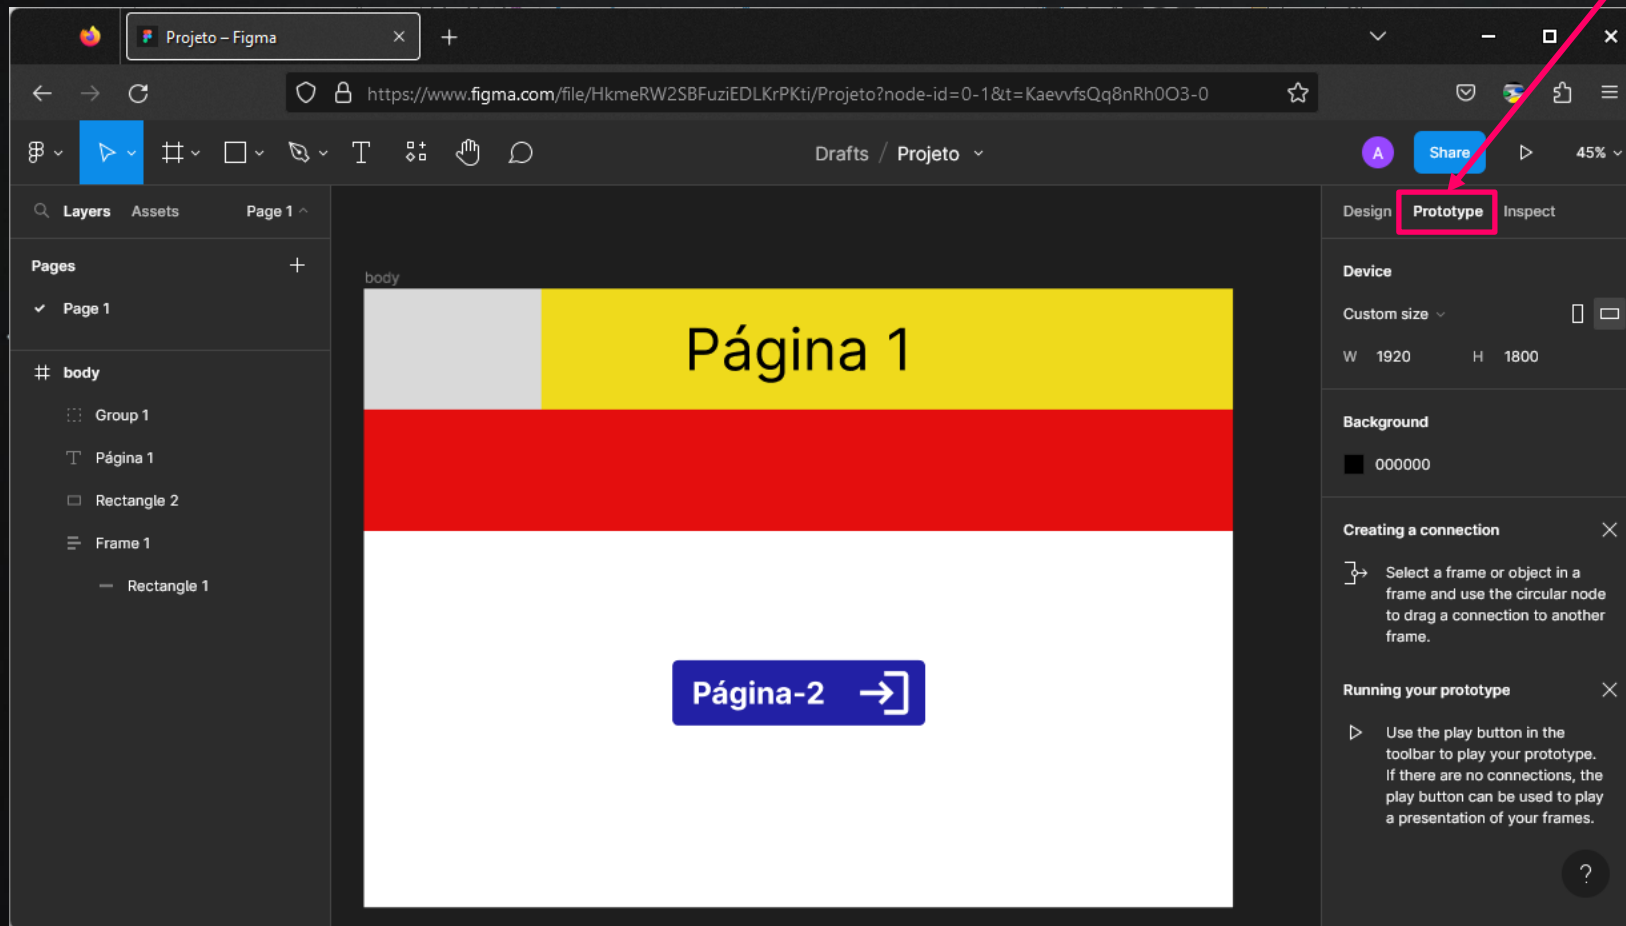 Projeto – Figma
https://www.figma.com/file/HkmeRW2SBFuziEDLKrPKti/Projeto?node-id=0-1&t=KaevvfsQq8nRh0O3-0
Drafts / Projeto
A
Share
45%
Layers Assets Page 1
Pages
Page 1
body
Group 1
Página 1
Rectangle 2
Frame 1
Rectangle 1
body
Página 1
Página-2
Design Prototype Inspect
Device
Custom size
W 1920 H 1800
Background
000000
Creating a connection
Select a frame or object in a
frame and use the circular node
to drag a connection to another
frame.
Running your prototype
Use the play button in the
toolbar to play your prototype.
If there are no connections, the
play button can be used to play
a presentation of your frames.
?